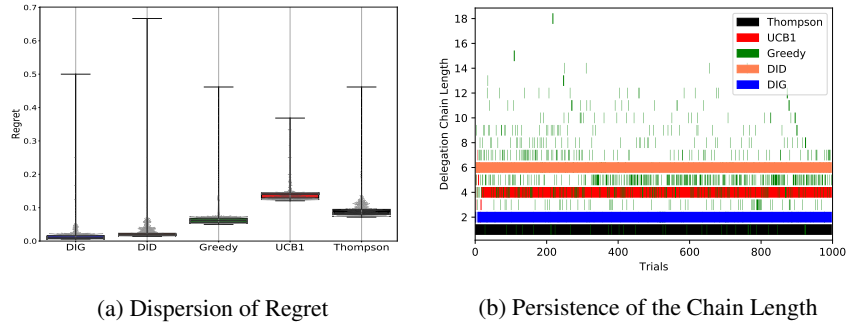 0.7
0.6
0.5
0.4
0.3
0.2
0.1
0.0
Regret
DIG
DID
Greedy
UCB1
Thompson
(a) Dispersion of Regret
18
16
14
12
10
8
6
4
2
Delegation Chain Length
Thompson
UCB1
Greedy
DID
DIG
0
200
400
600
800
1000
Trials
(b) Persistence of the Chain Length